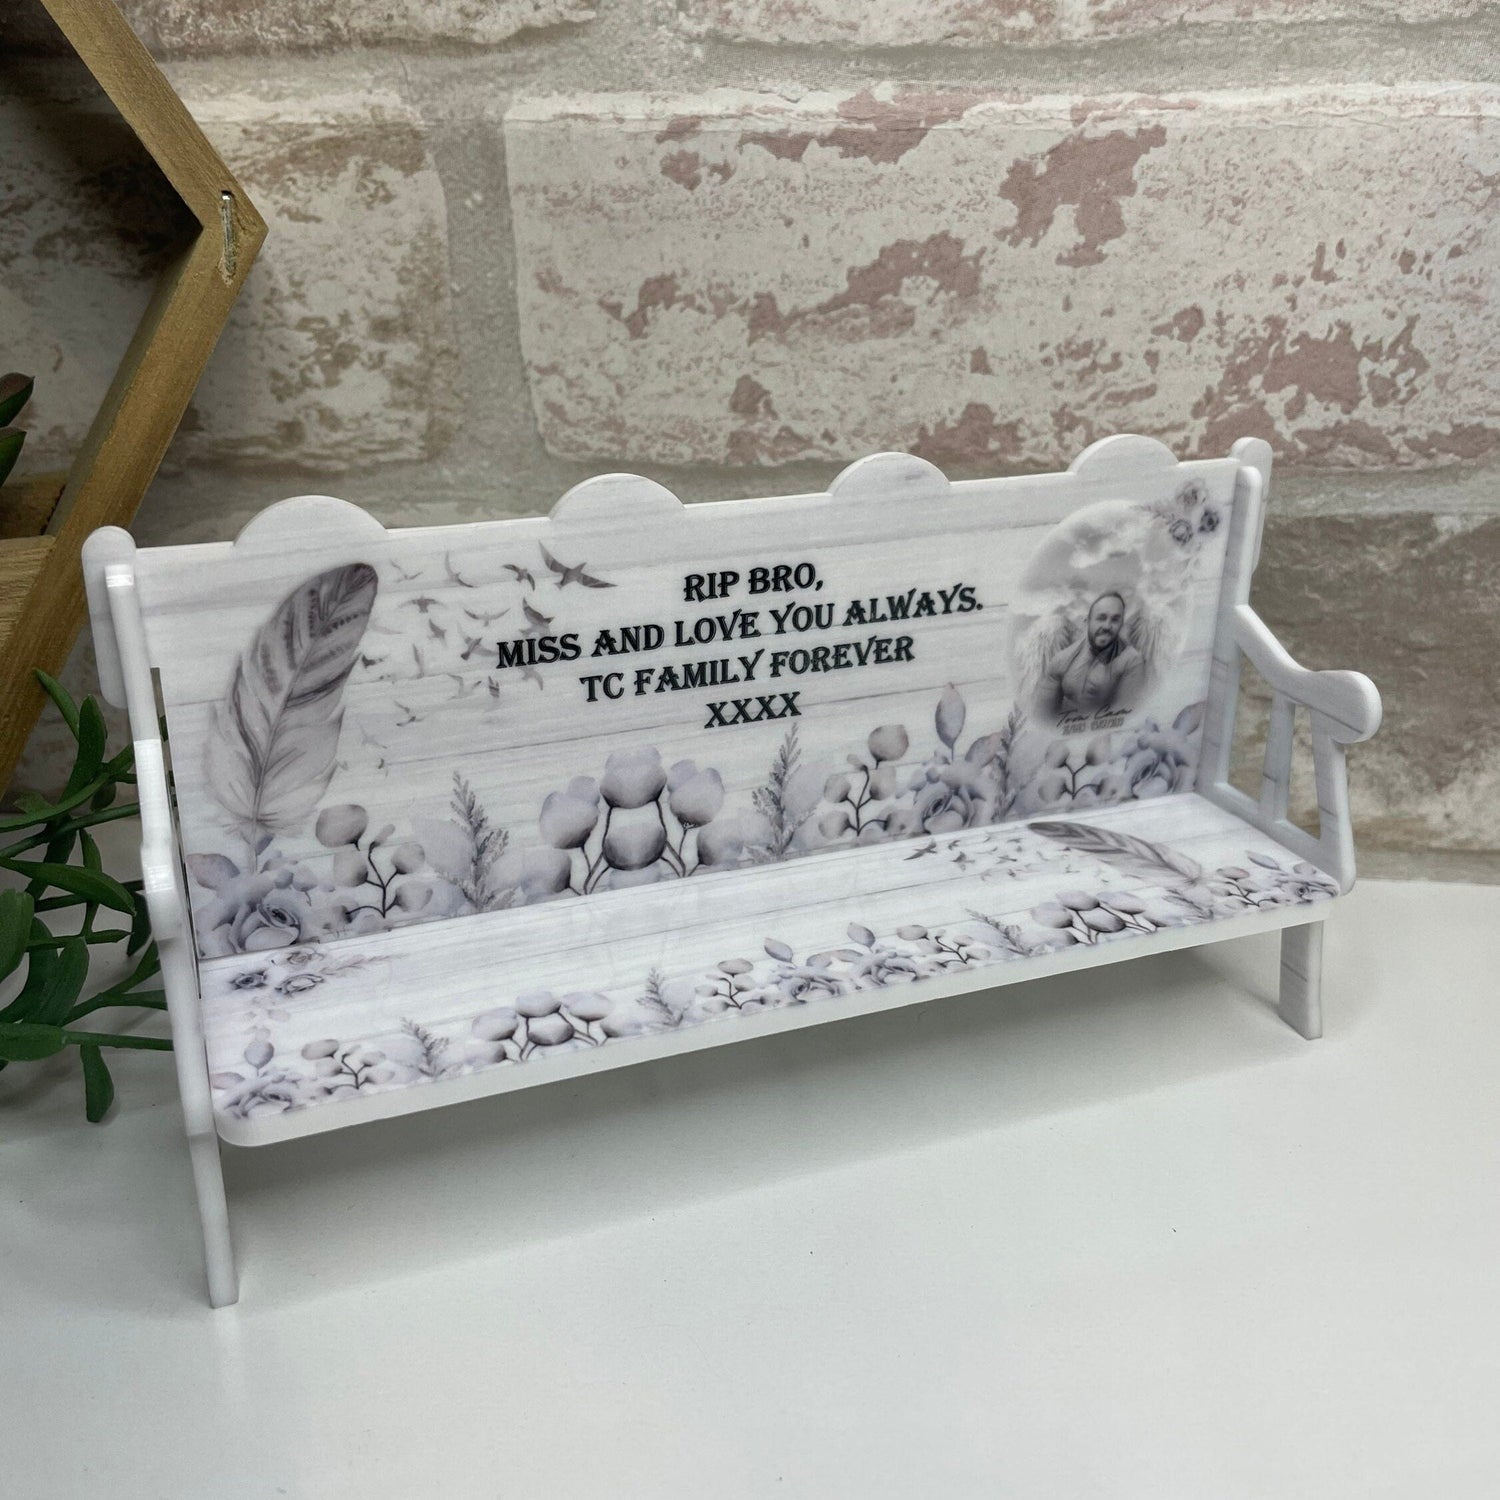 RIP BRO,
MISS AND LOVE YOU ALWAYS.
TC FAMILY FOREVER
XXXX